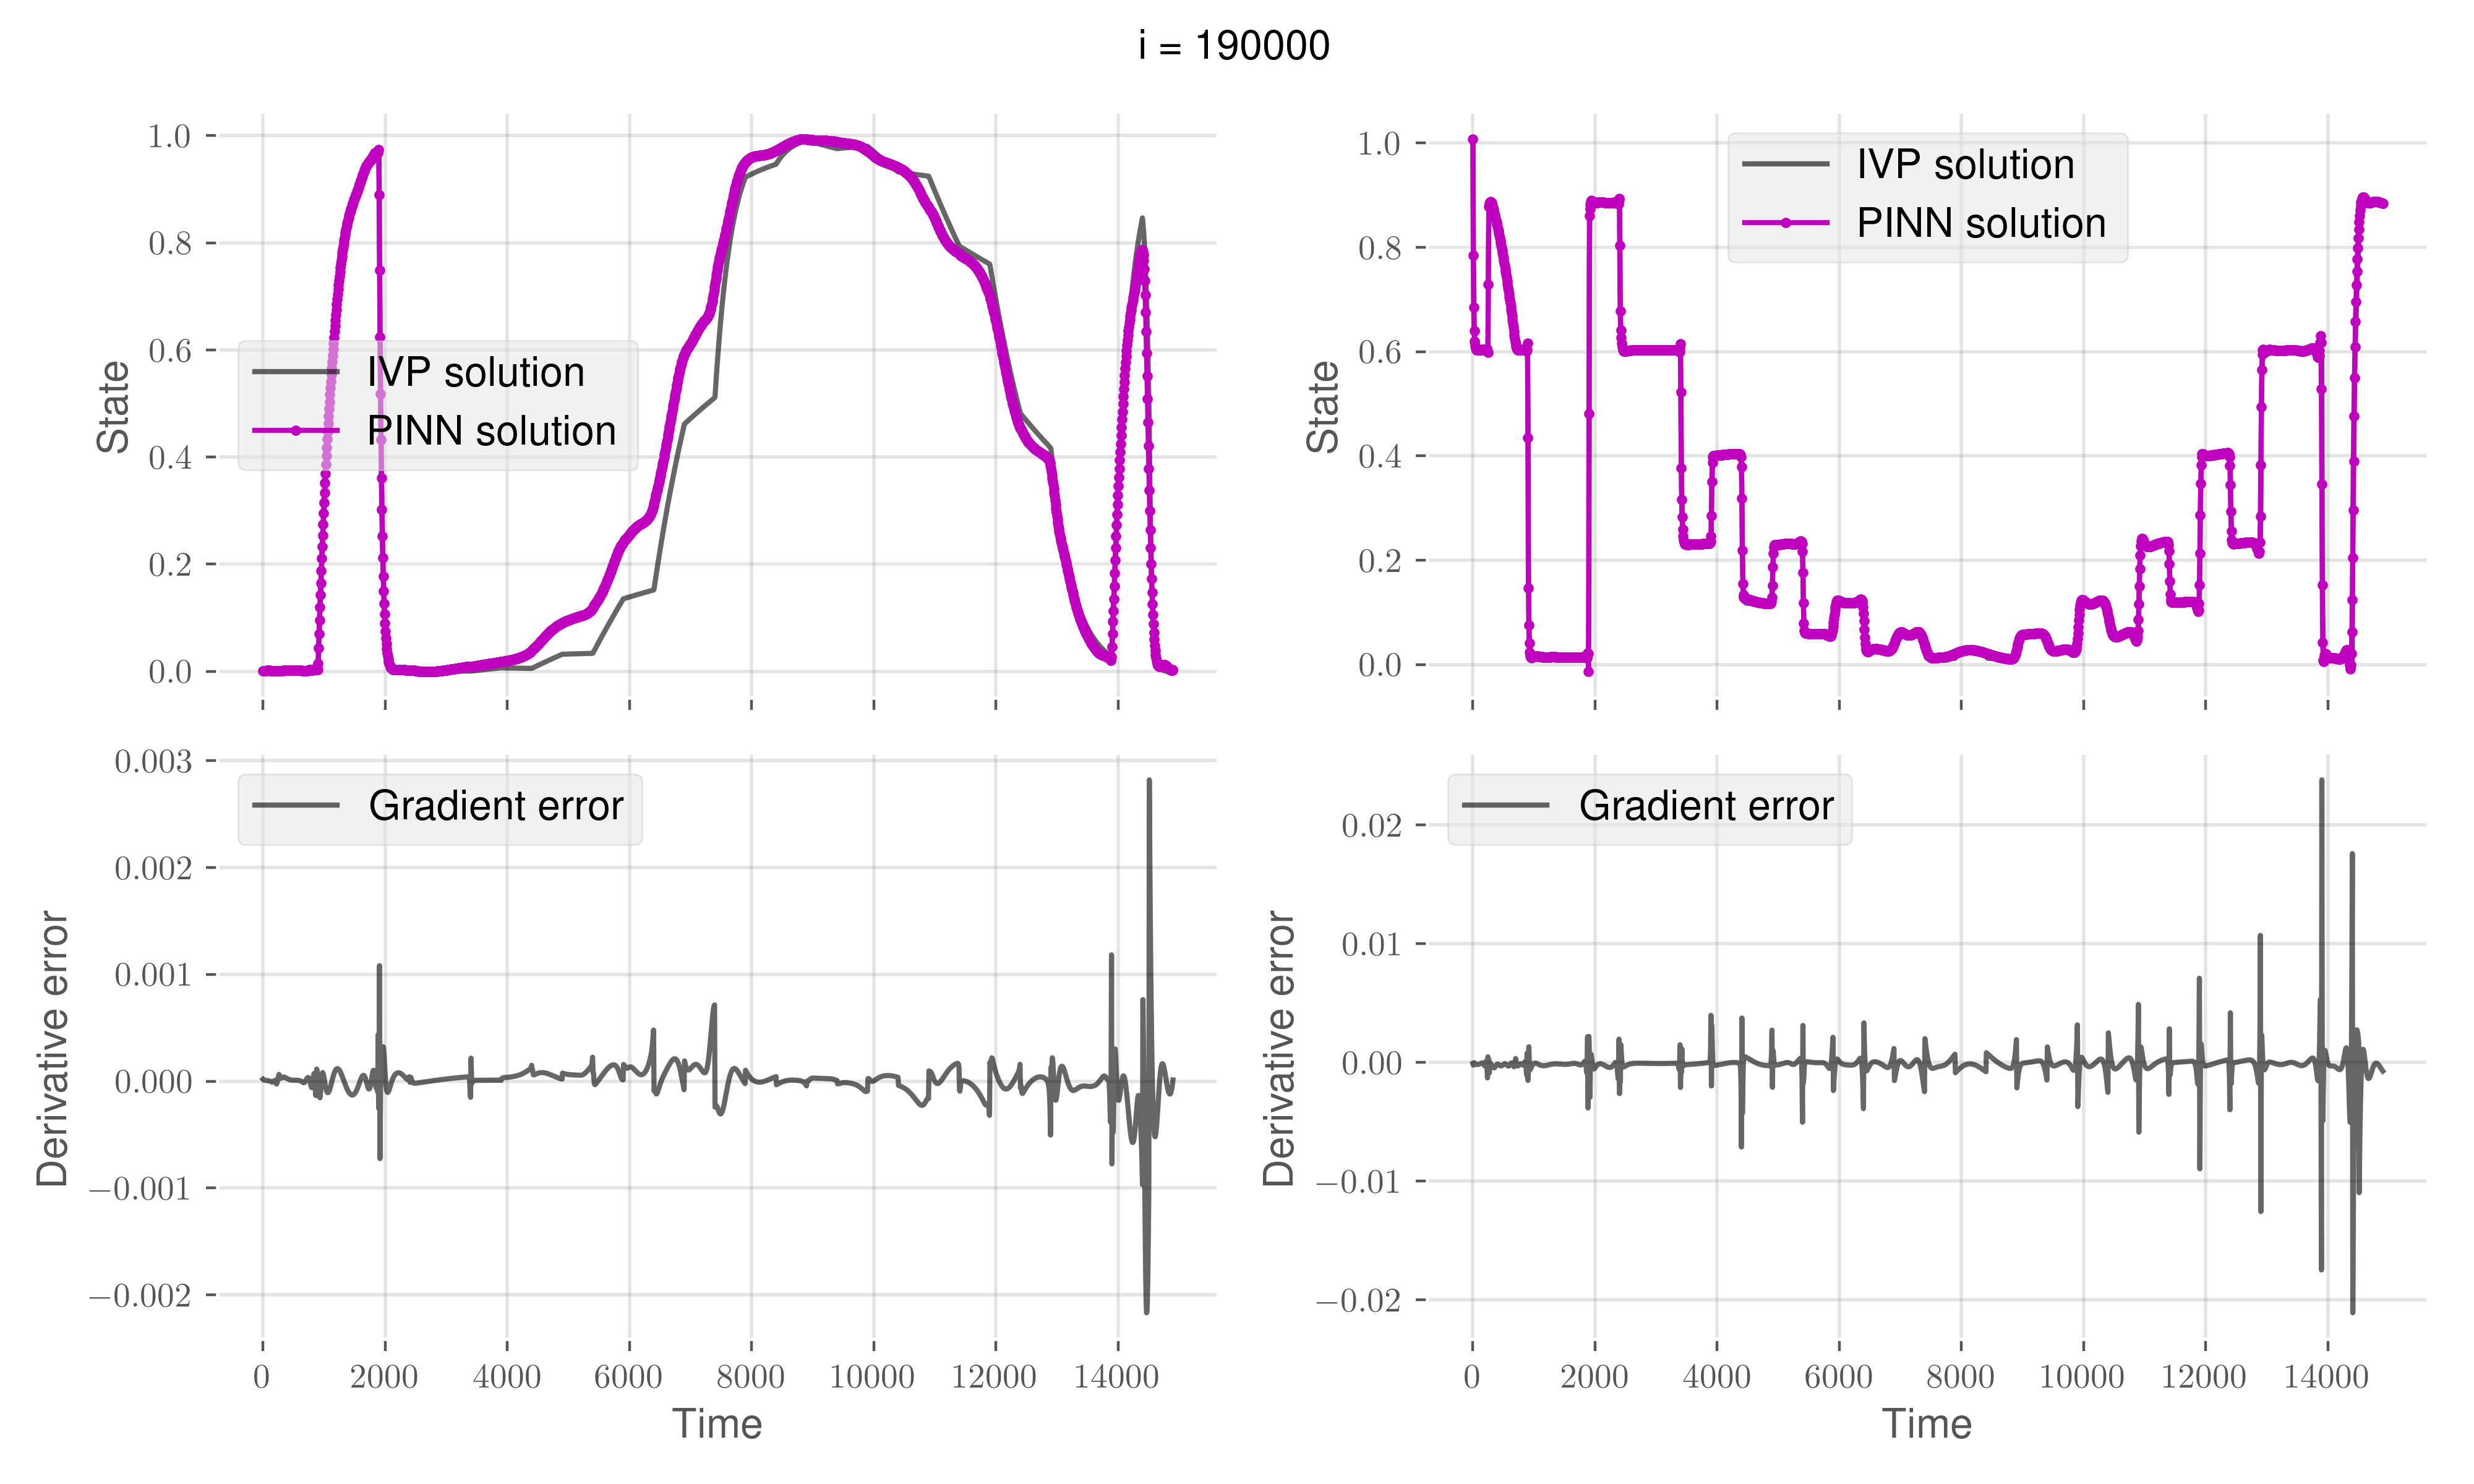 i = 190000
1.0
0.8
0.6
0.4
0.2
0.0
State
IVP solution
PINN solution
1.0
0.8
0.6
0.4
0.2
0.0
State
IVP solution
PINN solution
0.003
0.002
0.001
0.000
−0.001
−0.002
Derivative error
Gradient error
0 2000 4000 6000 8000 10000 12000 14000
Time
0.02
0.01
0.00
−0.01
−0.02
Derivative error
Gradient error
0 2000 4000 6000 8000 10000 12000 14000
Time